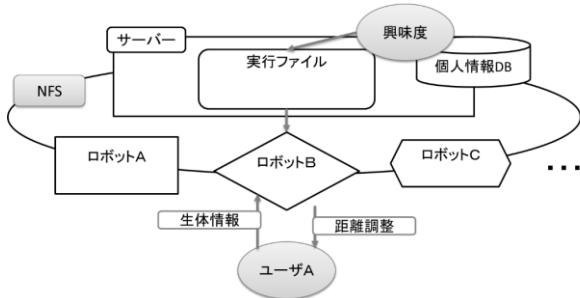 サーバー
興味度
実行ファイル
個人情報DB
NFS
ロボットA
ロボットB
ロボットC
...
生体情報
距離調整
ユーザA